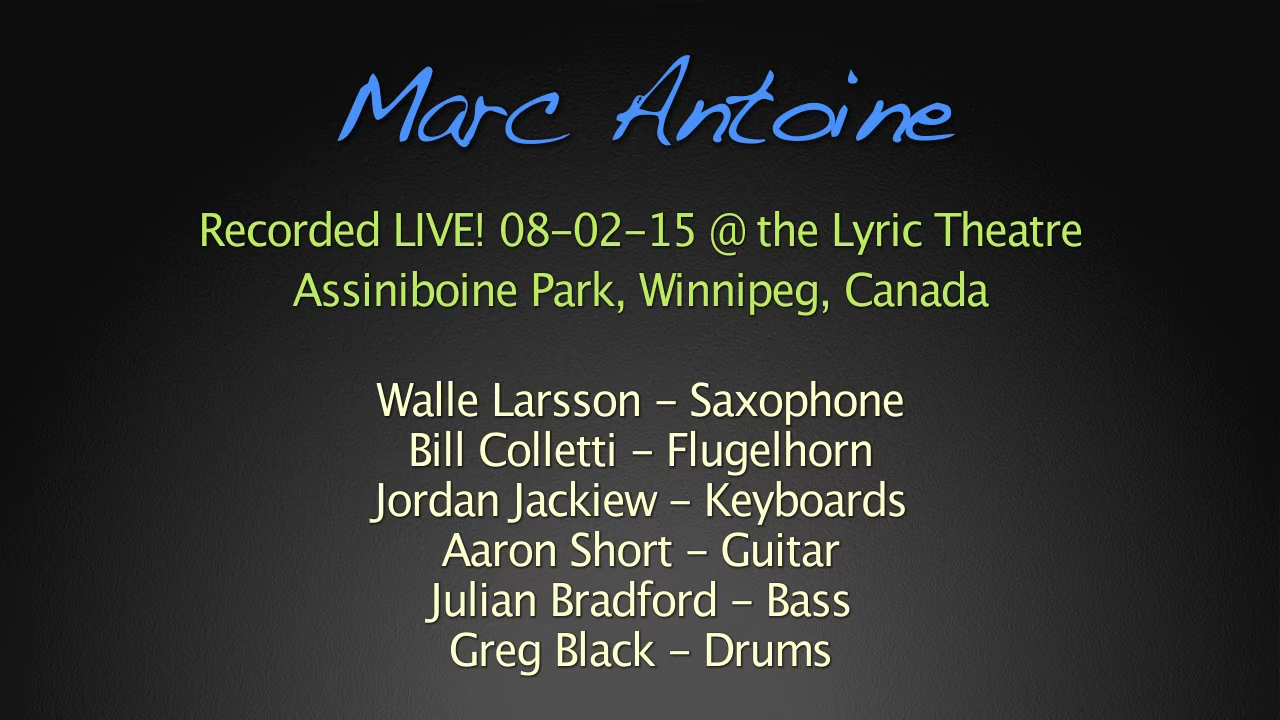 Marc Antoine
Recorded LIVE! 08-02-15 @ the Lyric Theatre
Assiniboine Park, Winnipeg, Canada
Walle Larsson - Saxophone
Bill Colletti - Flugelhorn
Jordan Jackiew - Keyboards
Aaron Short - Guitar
Julian Bradford - Bass
Greg Black - Drums